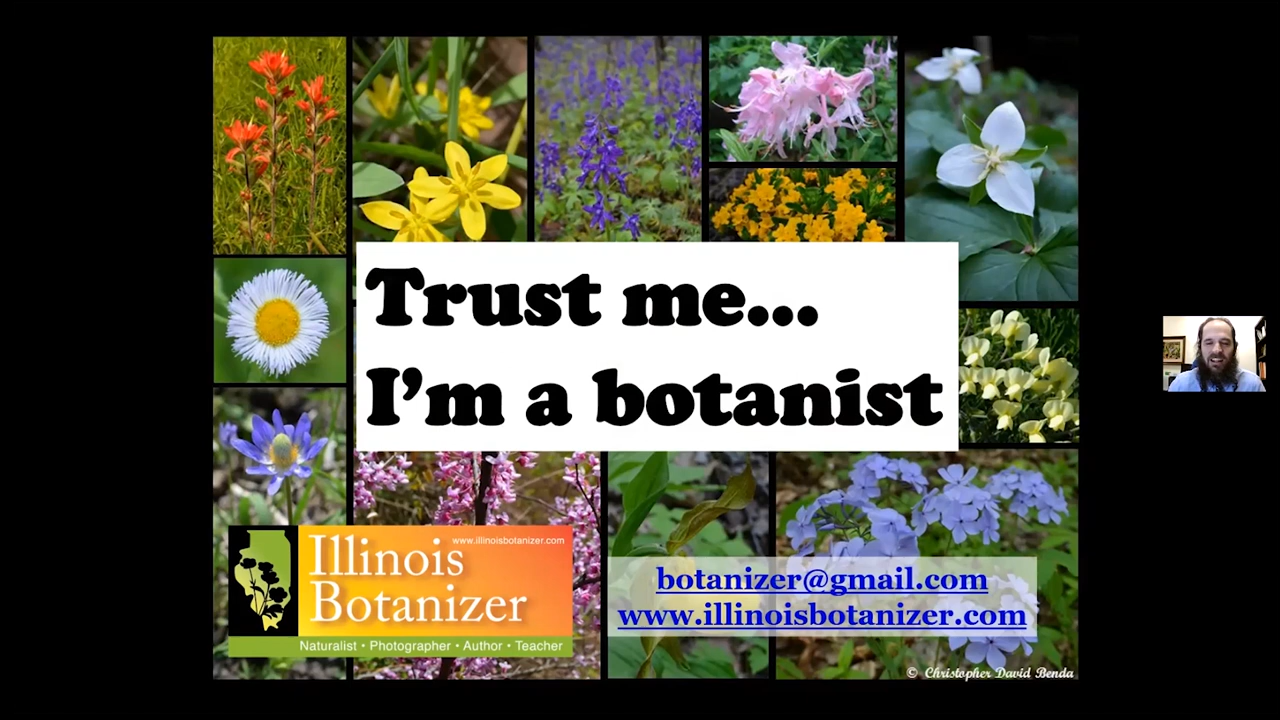 Trust me...
I'm a botanist
www.illinoisbotanizer.com
Illinois
Botanizer
Naturalist • Photographer • Author • Teacher
botanizer@gmail.com
www.illinoisbotanizer.com
© Christopher David Benda